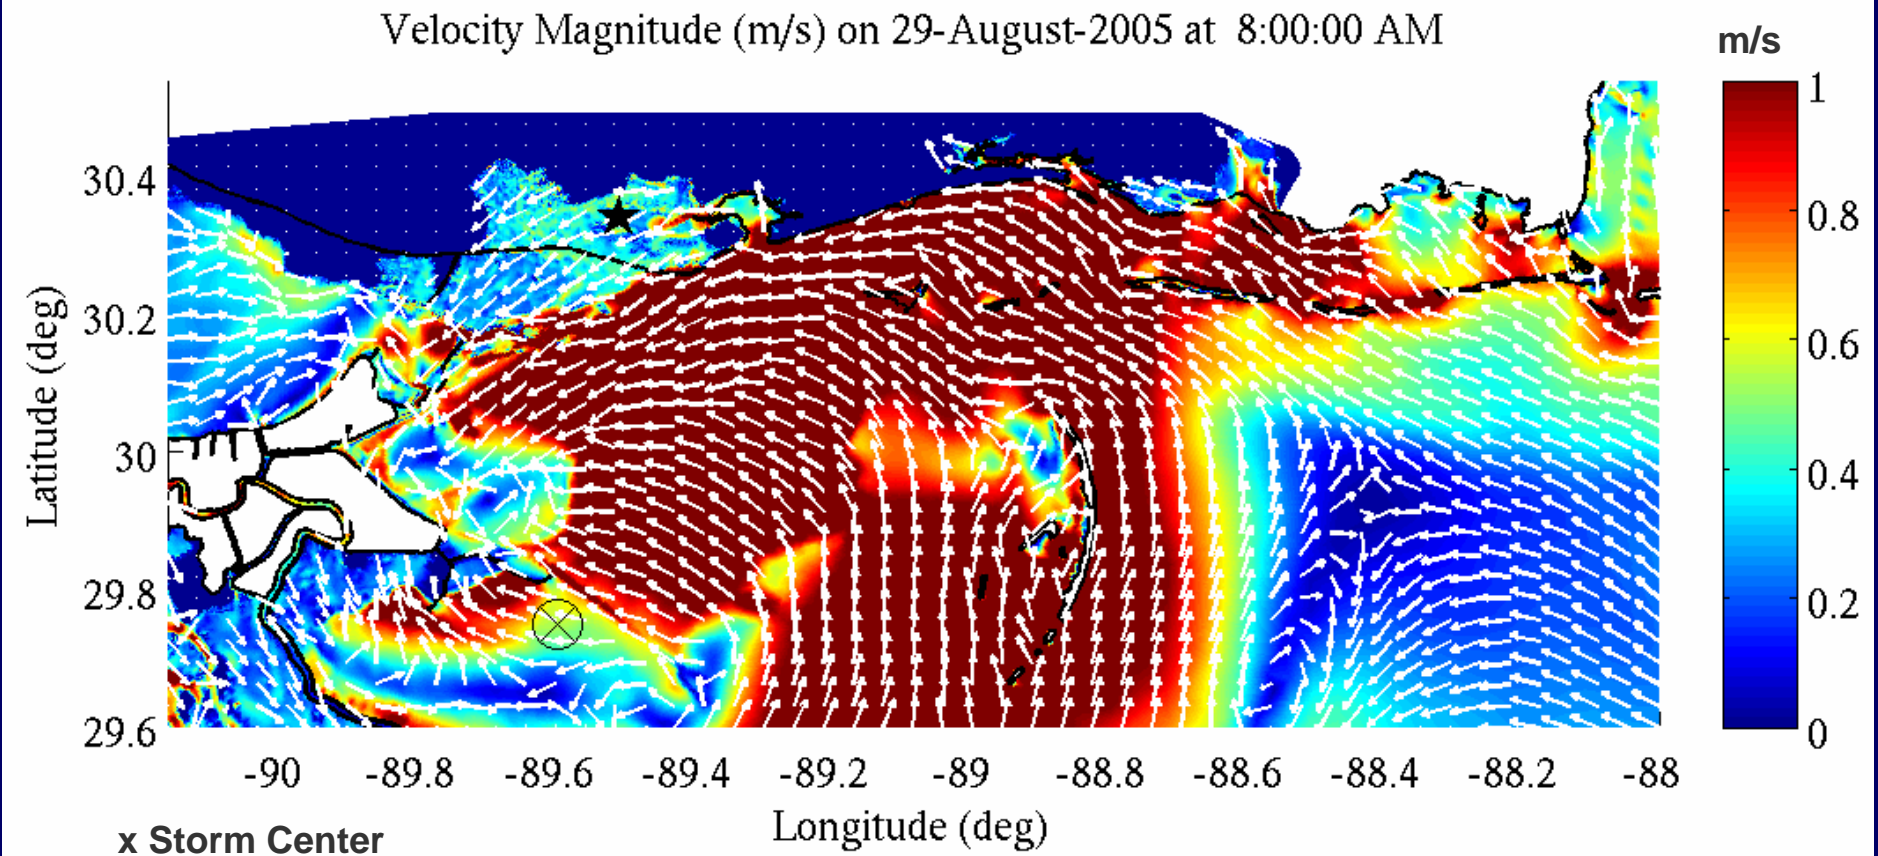 Velocity Magnitude (m/s) on 29-August-2005 at 8:00:00 AM
m/s
1
0.8
0.6
0.4
0.2
0
30.4
30.2
30
29.8
29.6
Latitude (deg)
-90 -89.8 -89.6 -89.4 -89.2 -89 -88.8 -88.6 -88.4 -88.2 -88
Longitude (deg)
x Storm Center